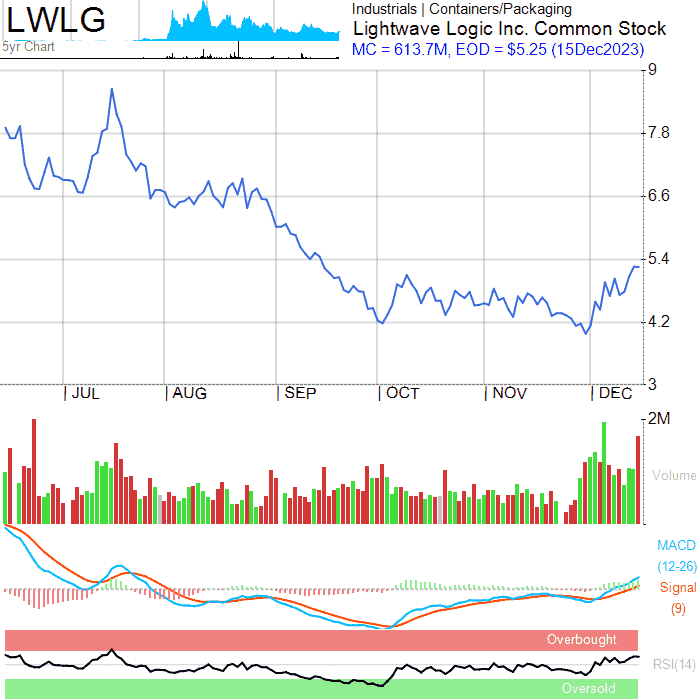 LWLG
5yr Chart
Industrials | Containers/Packaging
Lightwave Logic Inc. Common Stock
MC = 613.7M, EOD = $5.25 (15Dec2023)
9
7.8
6.6
5.4
4.2
3
JUL AUG SEP OCT NOV DEC
2M
Volume
MACD
(12-26)
Signal
(9)
Overbought
RSI(14)
Oversold